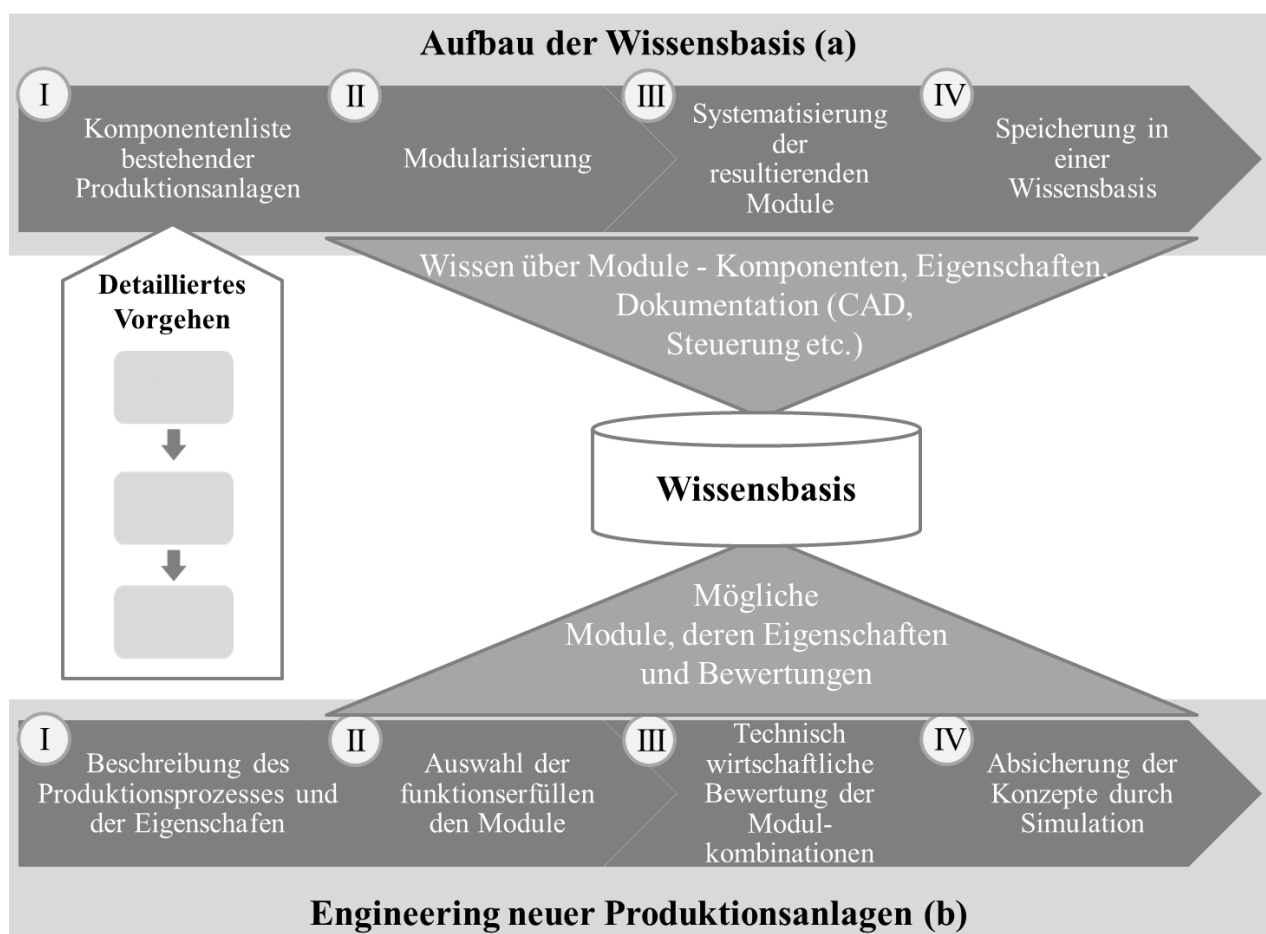 Aufbau der Wissensbasis (a)
I
Komponentenliste
bestehender
Produktionsanlagen
II
Modularisierung
III
Systematisierung
der
resultierenden
Module
IV
Speicherung in
einer
Wissensbasis
Detailliertes
Vorgehen
Wissen über Module - Komponenten, Eigenschaften,
Dokumentation (CAD,
Steuerung etc.)
Wissensbasis
Mögliche
Module, deren Eigenschaften
und Bewertungen
I
Beschreibung des
Produktionsprozesses und
der Eigenschafen
II
Auswahl der
funktionserfüllen
den Module
III
Technisch
wirtschaftliche
Bewertung der
Modul-
kombinationen
IV
Absicherung der
Konzepte durch
Simulation
Engineering neuer Produktionsanlagen (b)